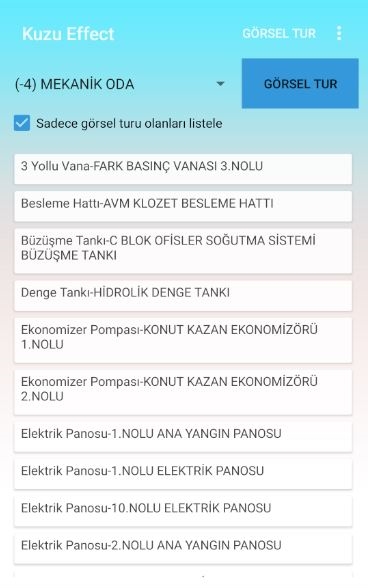 Kuzu Effect
GÖRSEL TUR
(-4) MEKANİK ODA
GÖRSEL TUR
Sadece görsel turu olanları listele
3 Yollu Vana-FARK BASINÇ VANASI 3.NOLU
Besleme Hattı-AVM KLOZET BESLEME HATTI
Büzüşme Tankı-C BLOK OFİSLER SOĞUTMA SİSTEMİ
BÜZÜŞME TANKI
Denge Tankı-HİDROLİK DENGE TANKI
Ekonomizer Pompası-KONUT KAZAN EKONOMİZÖRÜ
1.NOLU
Ekonomizer Pompası-KONUT KAZAN EKONOMİZÖRÜ
2.NOLU
Elektrik Panosu-1.NOLU ANA YANGIN PANOSU
Elektrik Panosu-1.NOLU ELEKTRİK PANOSU
Elektrik Panosu-10.NOLU ELEKTRİK PANOSU
Elektrik Panosu-2.NOLU ANA YANGIN PANOSU